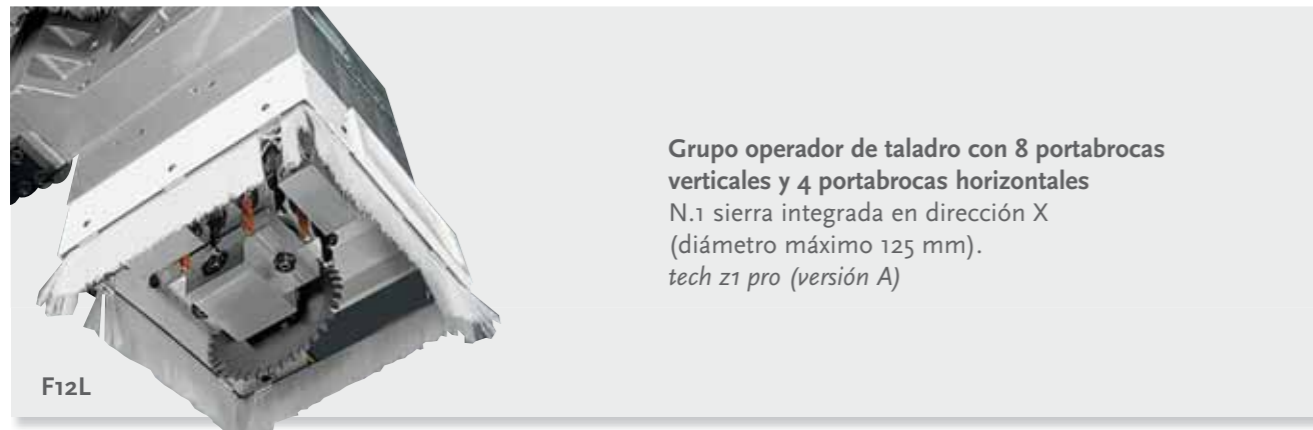 Grupo operador de taladro con 8 portabrocas
verticales y 4 portabrocas horizontales
N.1 sierra integrada en dirección X
(diámetro máximo 125 mm).
tech z1 pro (versión A)
F12L